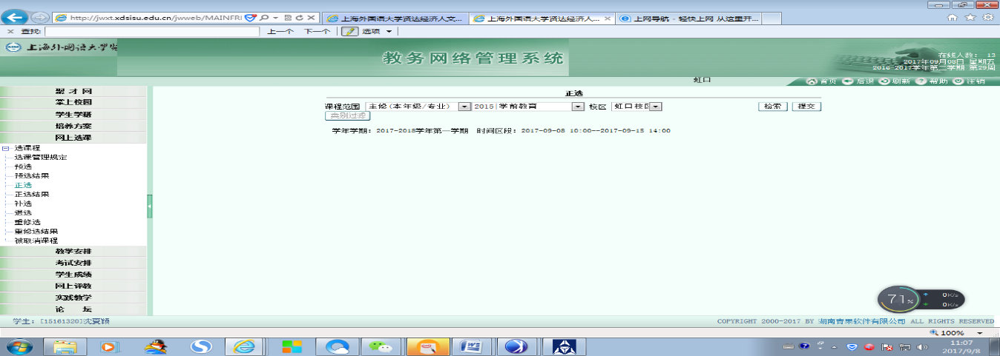 http://jwxt.xdsisu.edu.cn/jwweb/MAINFRI
上海外国语大学贤达经济人文...
上海外国语大学贤达经济人...
上网导航 - 轻快上网 从这里开...
查找:
上一个 下一个 选项
上海外国语大学
教务网络管理系统
在线人数: 13
2017年09月08日 星期五
2016-2017学年第二学期 第29周
虹口
首页 后退 刷新 帮助 注销
聚才网
掌上校园
学生学籍
培养方案
网上选课
选课程
选课管理规定
预选
预选结果
正选
正选结果
补选
退选
重修选
重修选结果
被取消课程
教学安排
考试安排
学生成绩
网上评教
实践教学
论 坛
正选
课程范围 主修(本年级/专业) 2015|学前教育 校区 虹口校区 检索 提交
类别过滤
学年学期: 2017-2018学年第一学期 时间区段: 2017-09-08 10:00--2017-09-15 14:00
71%
0K/s
0K/s
学生: [15161320]沈夏颖
COPYRIGHT 2000-2017 BY 湖南青果软件有限公司 ALL RIGHTS RESERVED
100%
11:07
2017/9/8